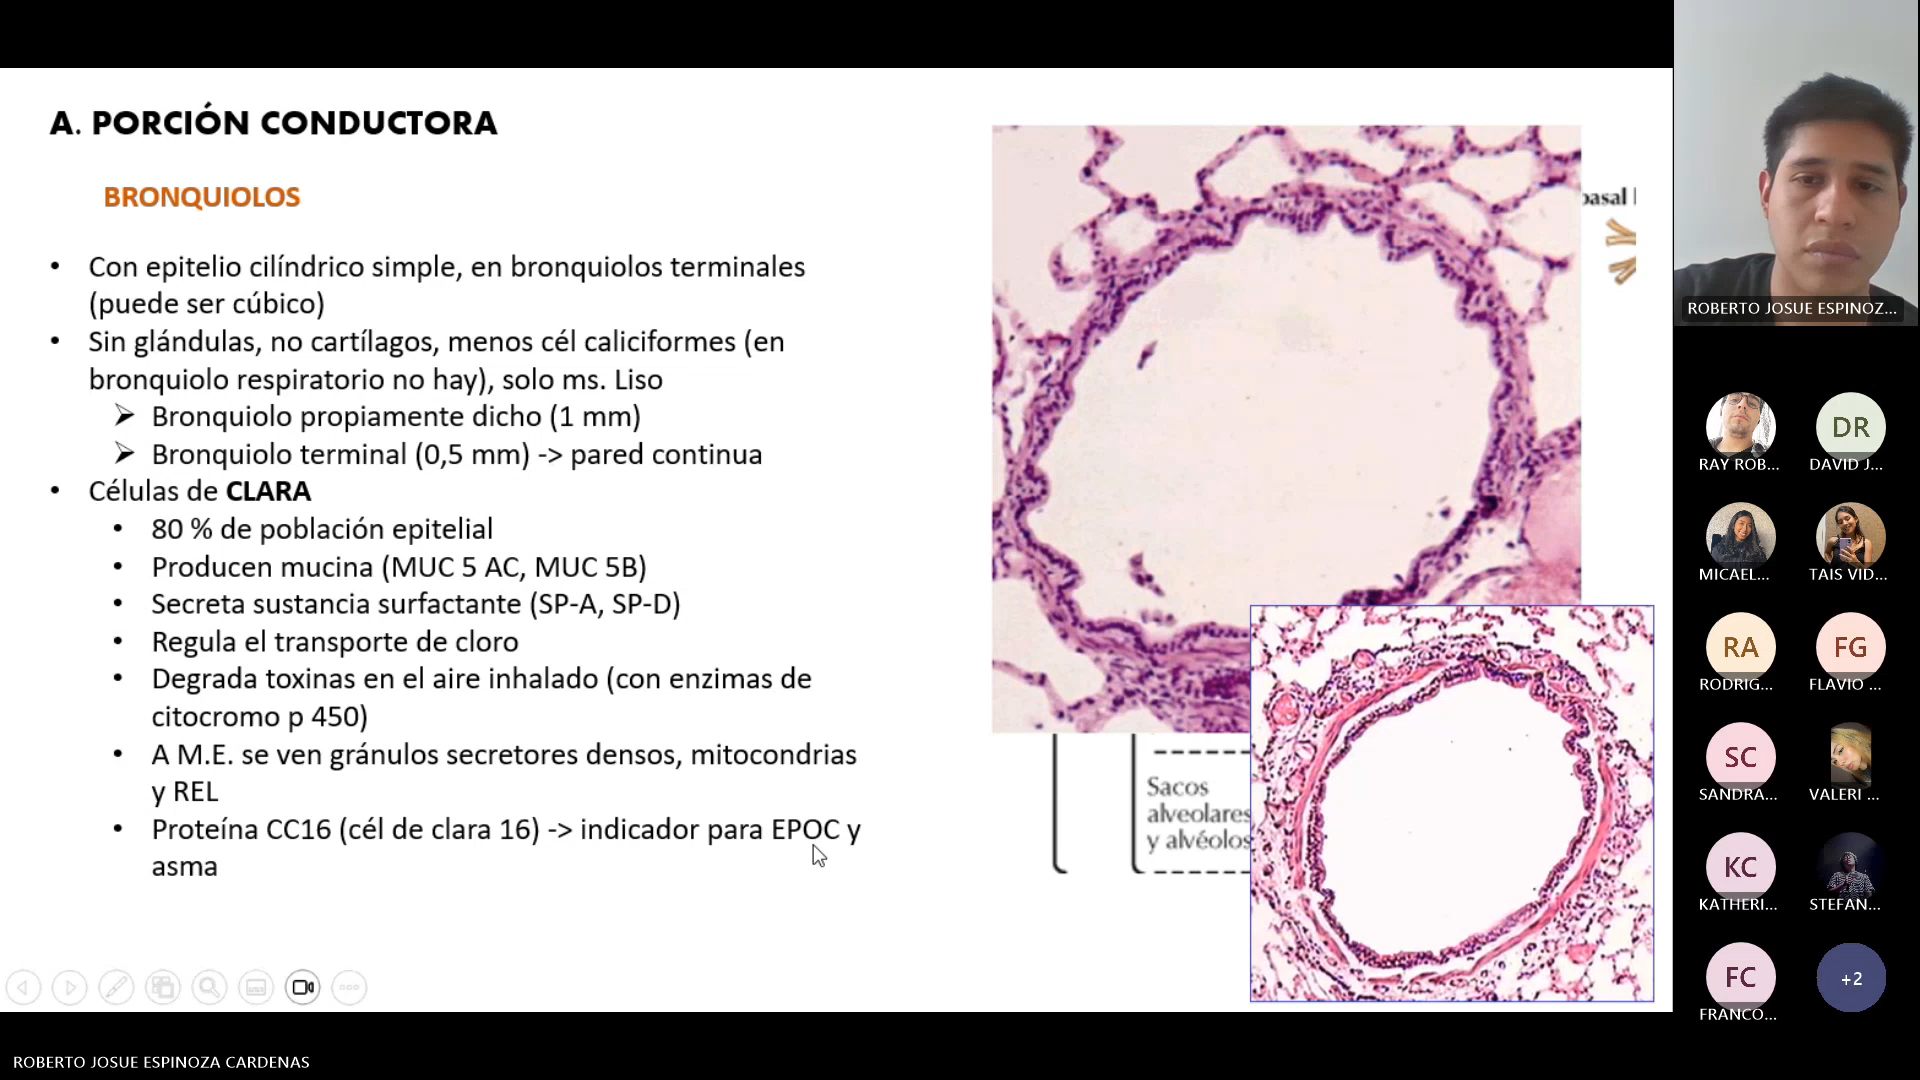 A. PORCIÓN CONDUCTORA
BRONQUIOLOS
• Con epitelio cilíndrico simple, en bronquiolos terminales
(puede ser cúbico)
• Sin glándulas, no cartílagos, menos cél caliciformes (en
bronquiolo respiratorio no hay), solo ms. Liso
➢ Bronquiolo propiamente dicho (1 mm)
➢ Bronquiolo terminal (0,5 mm) -> pared continua
• Células de CLARA
• 80 % de población epitelial
• Producen mucina (MUC 5 AC, MUC 5B)
• Secreta sustancia surfactante (SP-A, SP-D)
• Regula el transporte de cloro
• Degrada toxinas en el aire inhalado (con enzimas de
citocromo p 450)
• A M.E. se ven gránulos secretores densos, mitocondrias
y REL
• Proteína CC16 (cél de clara 16) -> indicador para EPOC y
asma
basal
Sacos
alveolares
y alvéolos
ROBERTO JOSUE ESPINOZ...
RAY ROB...
DR
DAVID J...
MICAEL...
TAIS VID...
RA
RODRIG...
FG
FLAVIO ...
SC
SANDRA...
VALERI ...
KC
KATHERI...
STEFAN...
FC
FRANCO...
+2
ROBERTO JOSUE ESPINOZA CARDENAS